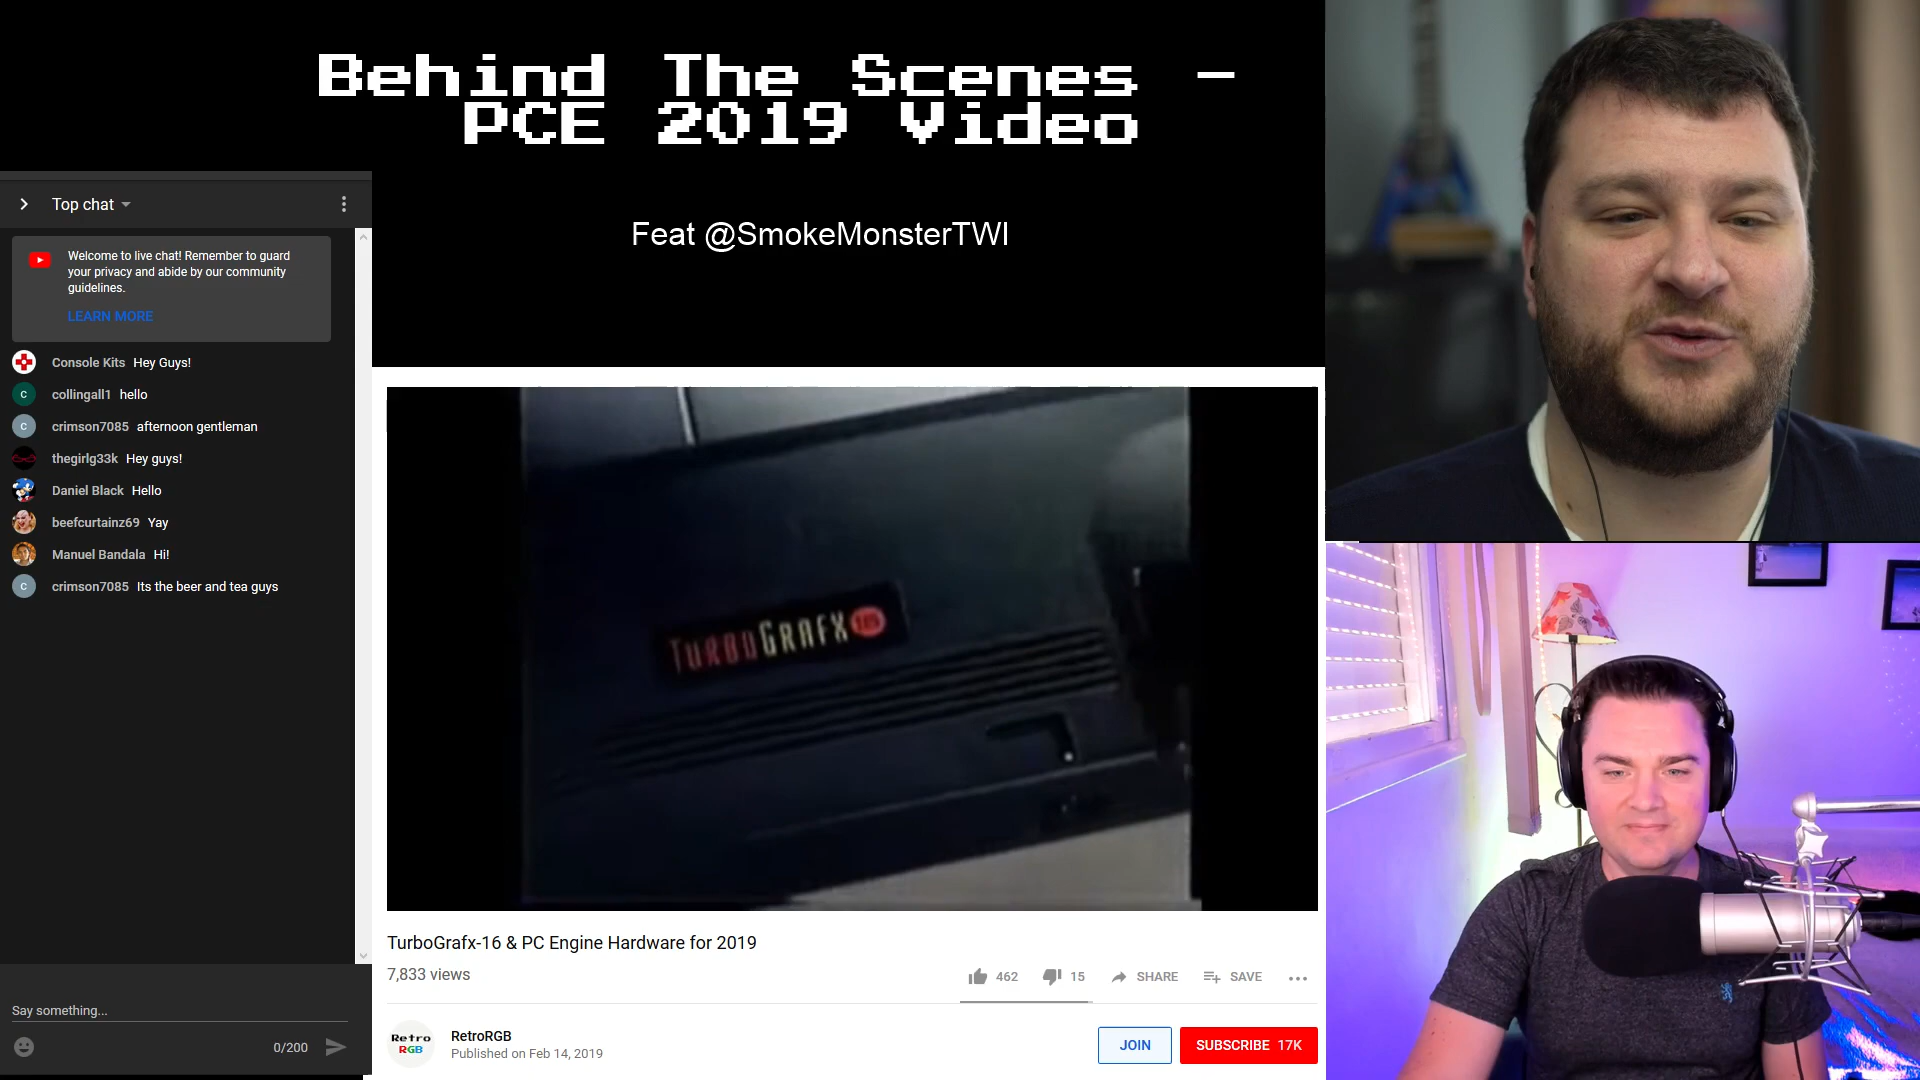 Behind The Scenes -
PCE 2019 Video
Feat @SmokeMonsterTWI
Top chat
Welcome to live chat! Remember to guard
your privacy and abide by our community
guidelines.
LEARN MORE
Console Kits Hey Guys!
C collingall1 hello
C crimson7085 afternoon gentleman
thegirlg33k Hey guys!
Daniel Black Hello
beefcurtainz69 Yay
Manuel Bandala Hi!
C crimson7085 Its the beer and tea guys
Say something...
0/200
TURBOGRAFX 16
TurboGrafx-16 & PC Engine Hardware for 2019
7,833 views
462 15 SHARE SAVE
Retro
RGB
RetroRGB
Published on Feb 14, 2019
JOIN SUBSCRIBE 17K